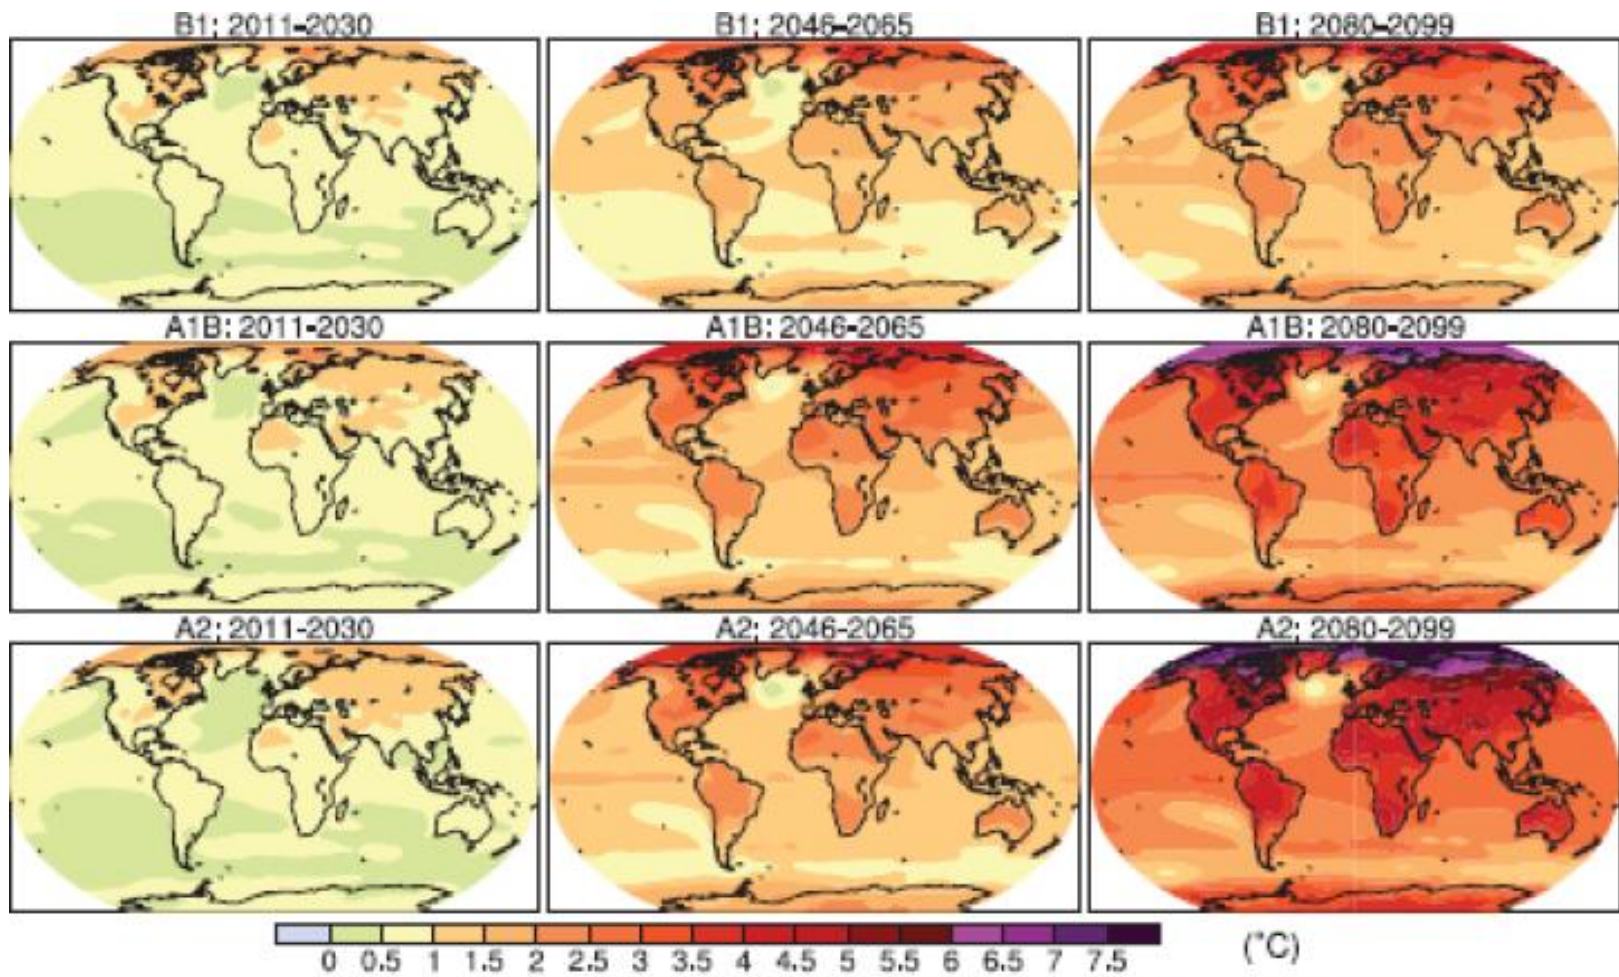 B1; 2011-2030 B1; 2046-2065 B1; 2080-2099
A1B; 2011-2030 A1B; 2046-2065 A1B; 2080-2099
A2; 2011-2030 A2; 2046-2065 A2; 2080-2099
0 0.5 1 1.5 2 2.5 3 3.5 4 4.5 5 5.5 6 6.5 7 7.5 (°C)